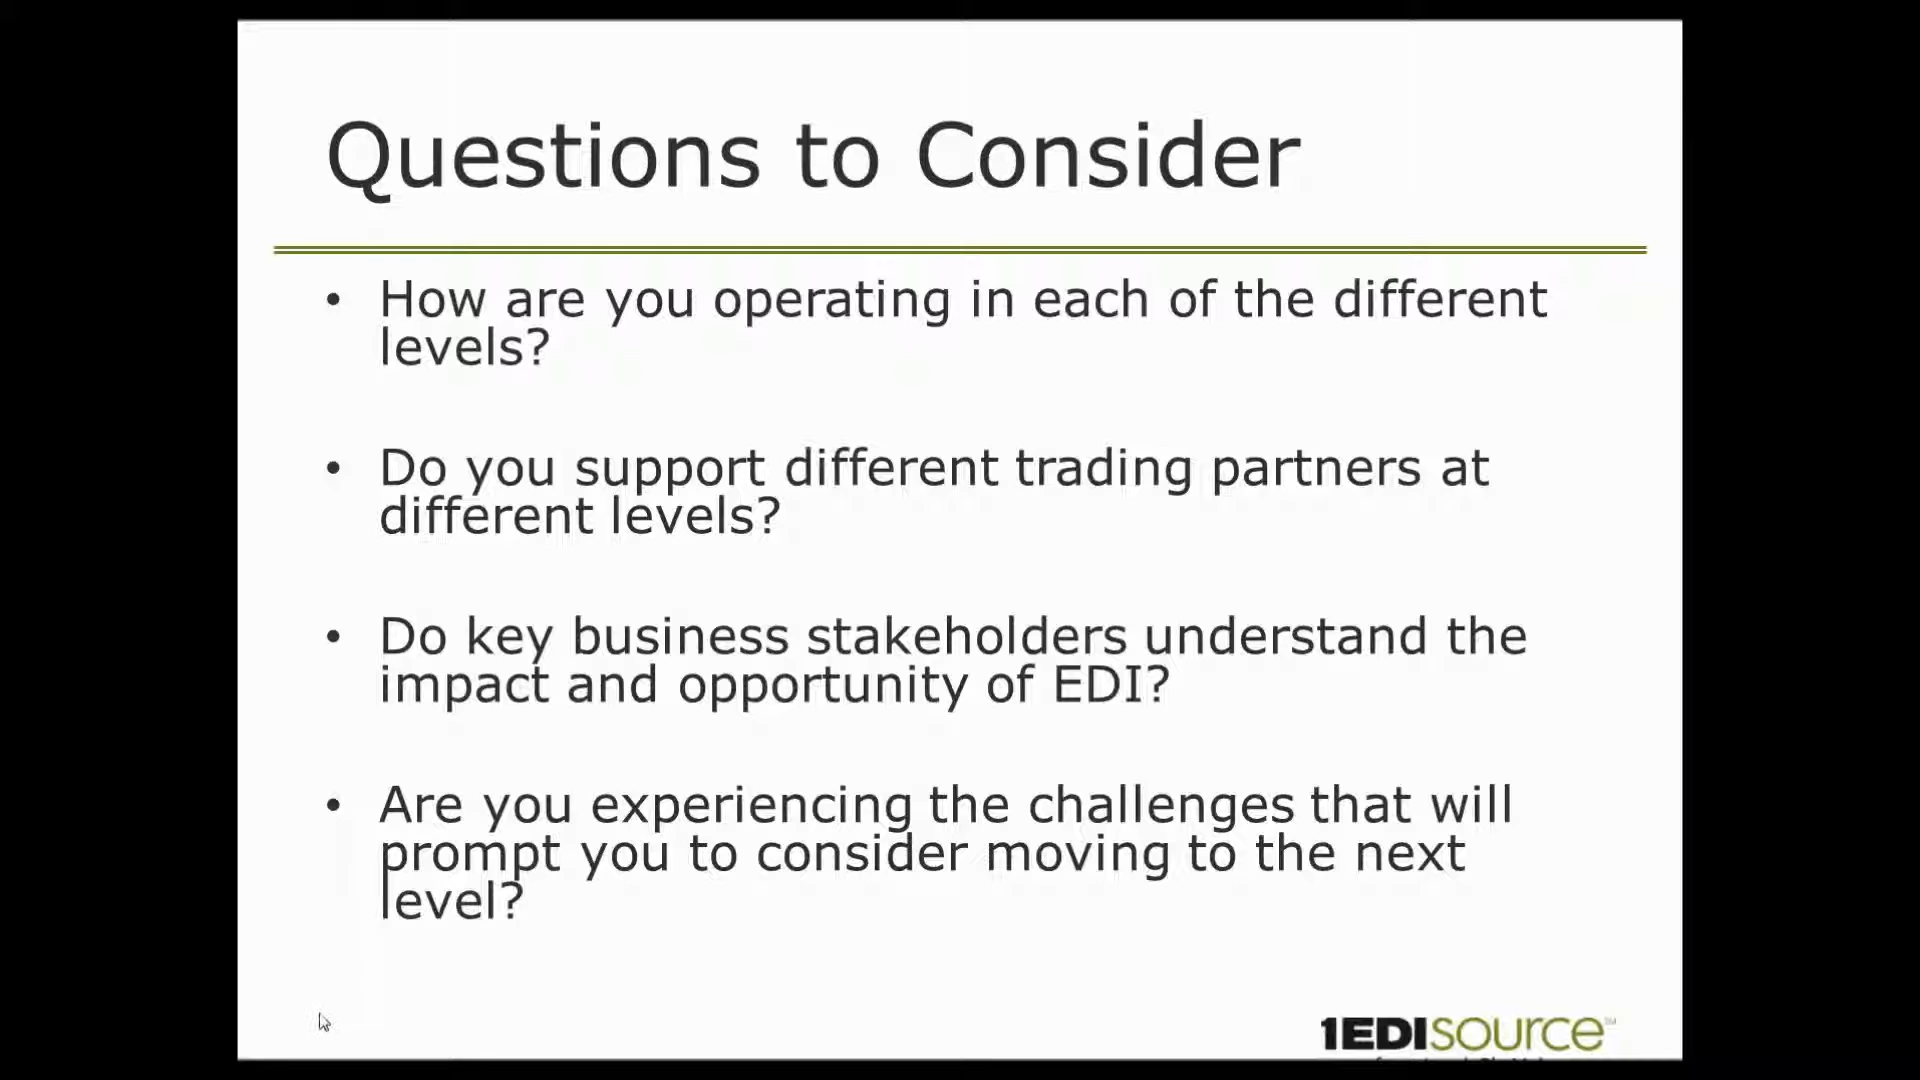 Questions to Consider
• How are you operating in each of the different
levels?
• Do you support different trading partners at
different levels?
• Do key business stakeholders understand the
impact and opportunity of EDI?
• Are you experiencing the challenges that will
prompt you to consider moving to the next
level?
1EDISOURCE